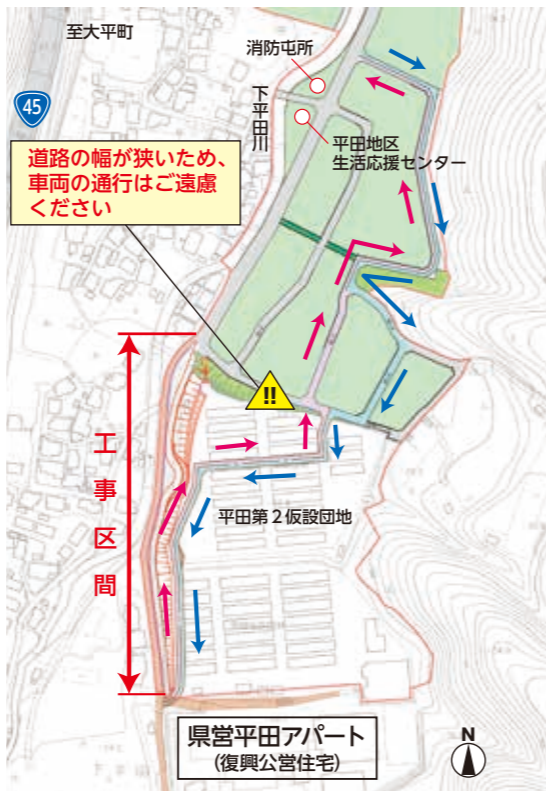 至大平町
消防屯所
45
下平田川
平田地区
生活応援センター
道路の幅が狭いため、
車両の通行はご遠慮
ください
!!
工事区間
平田第2仮設団地
県営平田アパート
(復興公営住宅)
N